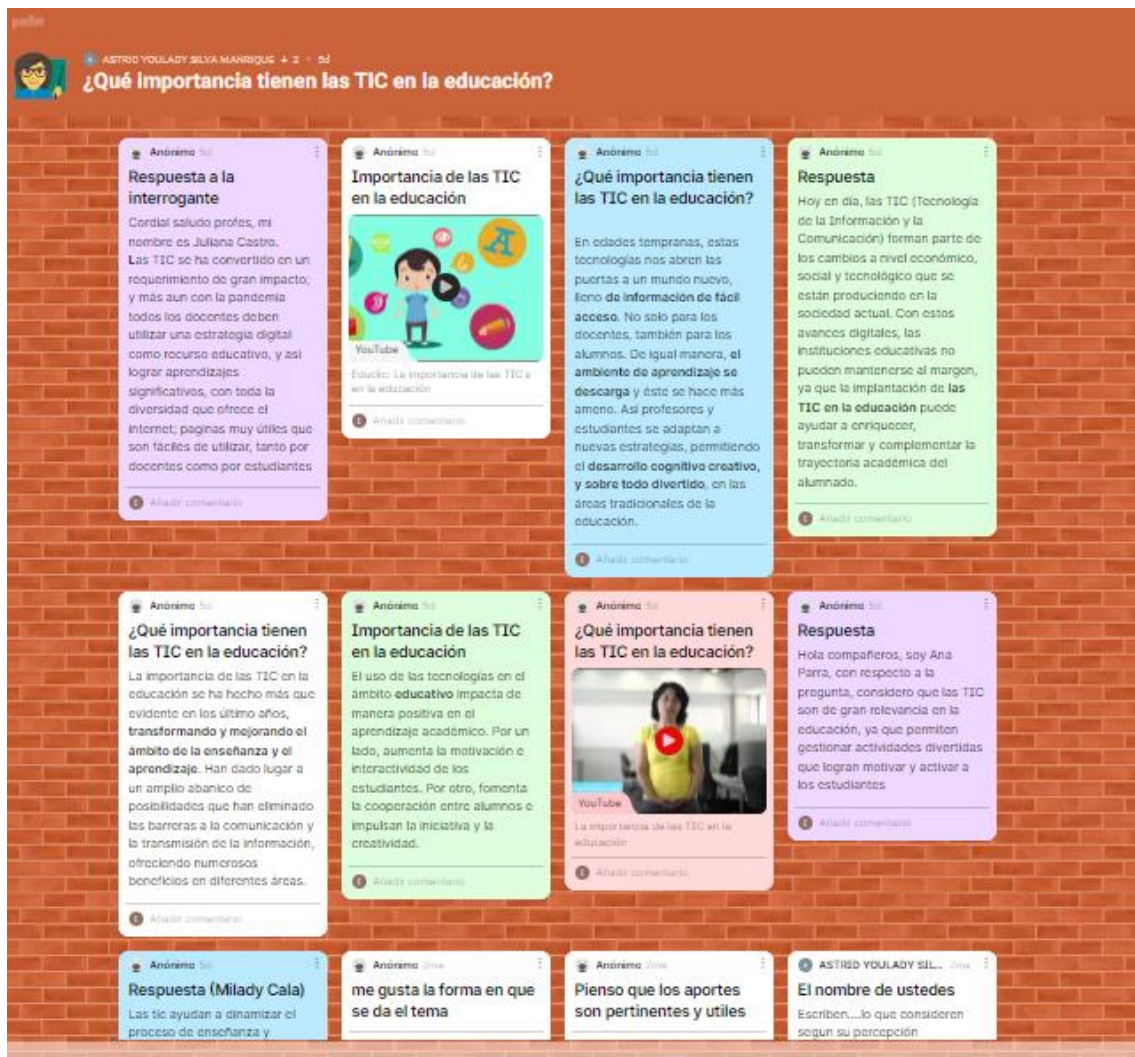 padlet
ASTRID YOULADY SILVA MANRIQUE + 2 • 5d
¿Qué importancia tienen las TIC en la educación?
Anónimo 5d
Respuesta a la
interrogante
Cordial saludo profes, mi
nombre es Juliana Castro.
Las TIC se ha convertido en un
requerimiento de gran impacto;
y más aun con la pandemia
todos los docentes deben
utilizar una estrategia digital
como recurso educativo, y asi
lograr aprendizajes
significativos, con toda la
diversidad que ofrece el
internet; paginas muy útiles que
son fáciles de utilizar, tanto por
docentes como por estudiantes
Añadir comentario
Anónimo 5d
Importancia de las TIC
en la educación
A
YouTube
Educlic: La importancia de las TIC's
en la educación
Añadir comentario
Anónimo 5d
¿Qué importancia tienen
las TIC en la educación?
En edades tempranas, estas
tecnologías nos abren las
puertas a un mundo nuevo,
lleno de información de fácil
acceso. No solo para los
docentes, también para los
alumnos. De igual manera, el
ambiente de aprendizaje se
descarga y éste se hace más
ameno. Así profesores y
estudiantes se adaptan a
nuevas estrategias, permitiendo
el desarrollo cognitivo creativo,
y sobre todo divertido, en las
áreas tradicionales de la
educación.
Añadir comentario
Anónimo 5d
Respuesta
Hoy en día, las TIC (Tecnología
de la Información y la
Comunicación) forman parte de
los cambios a nivel económico,
social y tecnológico que se
están produciendo en la
sociedad actual. Con estos
avances digitales, las
instituciones educativas no
pueden mantenerse al margen,
ya que la implantación de las
TIC en la educación puede
ayudar a enriquecer,
transformar y complementar la
trayectoria académica del
alumnado.
Añadir comentario
Anónimo 5d
¿Qué importancia tienen
las TIC en la educación?
La importancia de las TIC en la
educación se ha hecho más que
evidente en los último años,
transformando y mejorando el
ámbito de la enseñanza y el
aprendizaje. Han dado lugar a
un amplio abanico de
posibilidades que han eliminado
las barreras a la comunicación y
la transmisión de la información,
ofreciendo numerosos
beneficios en diferentes áreas.
Añadir comentario
Anónimo 5d
Importancia de las TIC
en la educación
El uso de las tecnologías en el
ámbito educativo impacta de
manera positiva en el
aprendizaje académico. Por un
lado, aumenta la motivación e
interactividad de los
estudiantes. Por otro, fomenta
la cooperación entre alumnos e
impulsan la iniciativa y la
creatividad.
Añadir comentario
Anónimo 5d
¿Qué importancia tienen
las TIC en la educación?
YouTube
La importancia de las TIC en la
educación
Añadir comentario
Anónimo 5d
Respuesta
Hola compañeros, soy Ana
Parra, con respecto a la
pregunta, considero que las TIC
son de gran relevancia en la
educación, ya que permiten
gestionar actividades divertidas
que logran motivar y activar a
los estudiantes
Añadir comentario
Anónimo 5d
Respuesta (Milady Cala)
Las tic ayudan a dinamizar el
proceso de enseñanza y
Anónimo 2me
me gusta la forma en que
se da el tema
Anónimo 2me
Pienso que los aportes
son pertinentes y utiles
ASTRID YOULADY SIL... 2me
El nombre de ustedes
Escriben....lo que consideren
segun su percepción